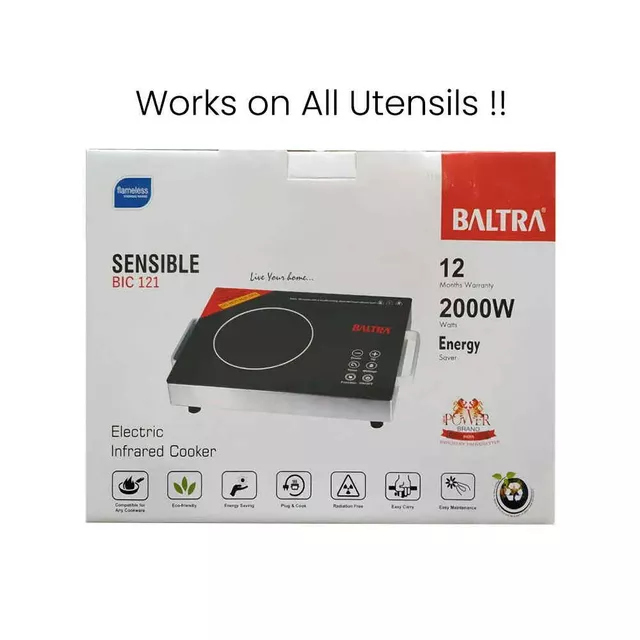 Works on All Utensils !!
flameless
SENSIBLE
BIC 121
Live Your home...
BALTRA®
12
Months Warranty
2000W
Watts
Energy
Saver
BALTRA
POWER
BRAND
Electric
Infrared Cooker
Compatible for
Any Cookware
Eco-friendly
Energy Saving
Plug & Cook
Radiation Free
Easy Carry
Easy Maintenance